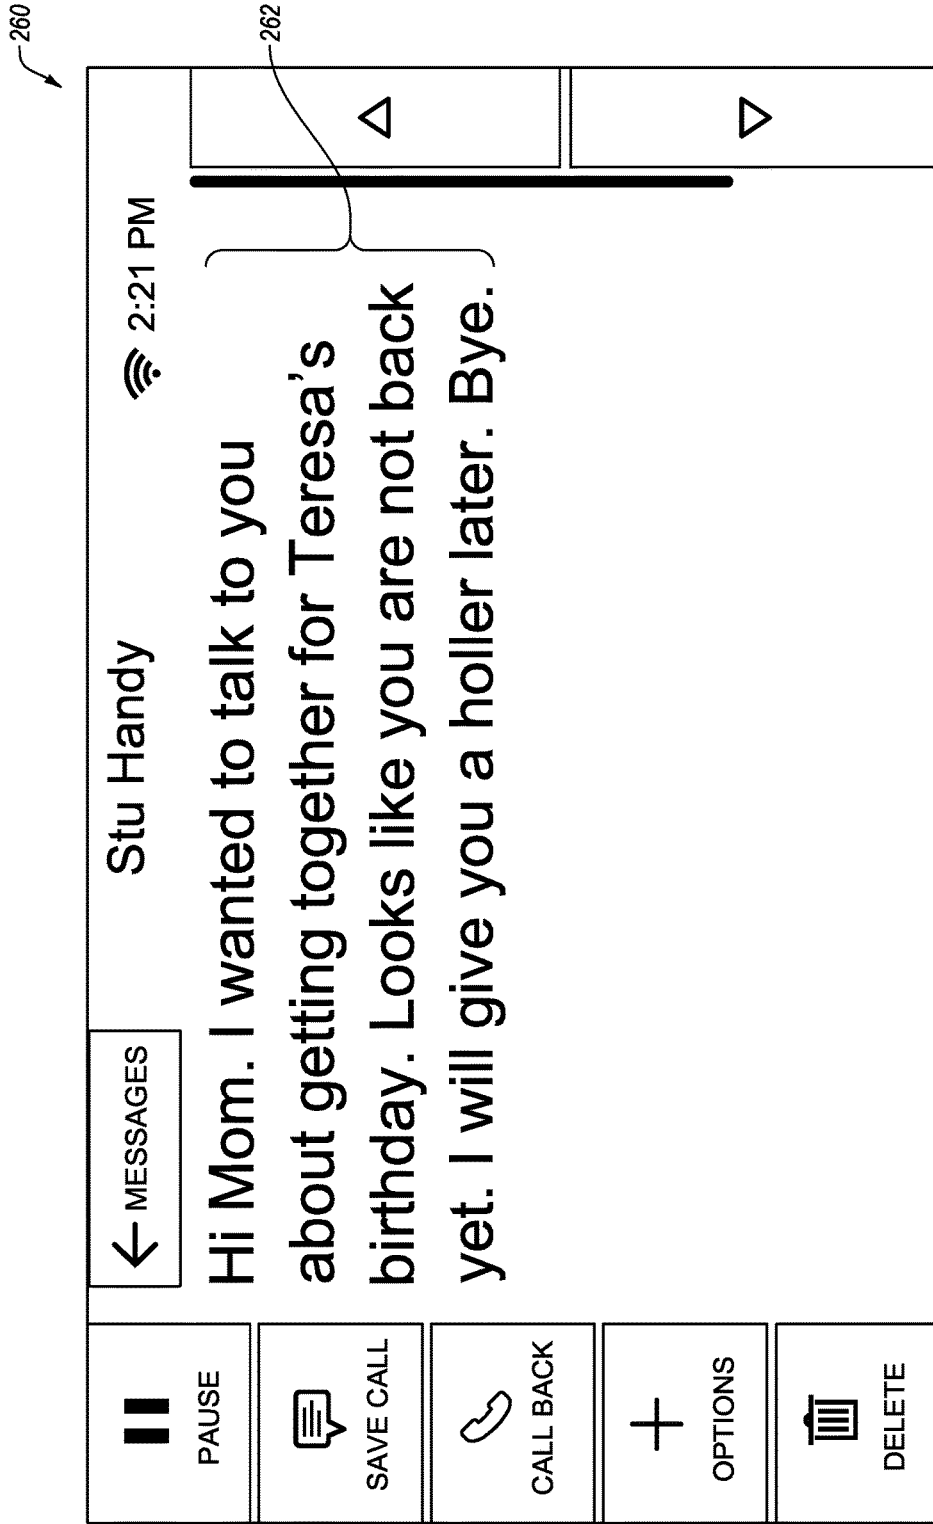 260
← MESSAGES
Stu Handy
2:21 PM
262
Hi Mom. I wanted to talk to you
about getting together for Teresa's
birthday. Looks like you are not back
yet. I will give you a holler later. Bye.
PAUSE
SAVE CALL
CALL BACK
OPTIONS
DELETE